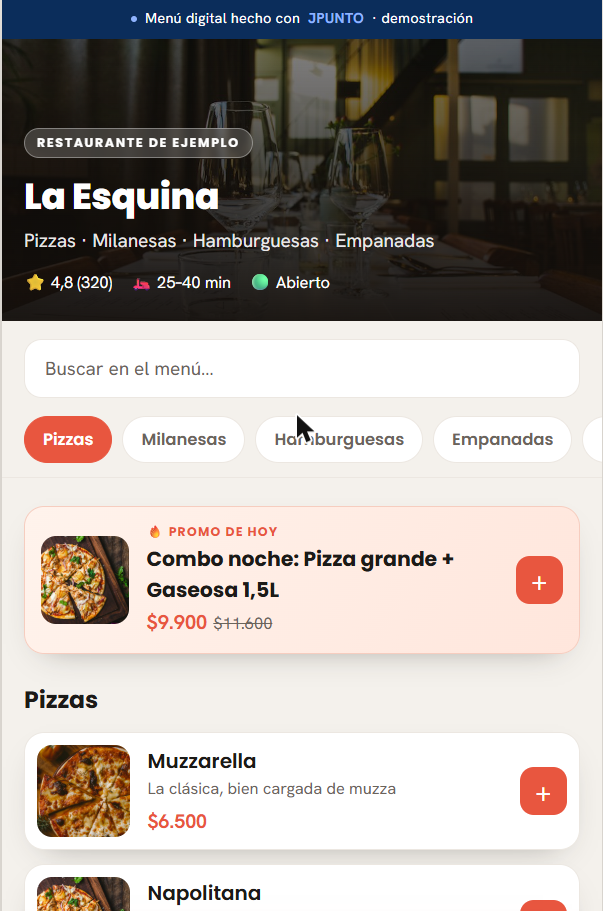 Menú digital hecho con JPUNTO · demostración
RESTAURANTE DE EJEMPLO
La Esquina
Pizzas · Milanesas · Hamburguesas · Empanadas
4,8 (320) 25–40 min Abierto
Buscar en el menú...
Pizzas Milanesas Hamburguesas Empanadas
PROMO DE HOY
Combo noche: Pizza grande +
Gaseosa 1,5L
$9.900 $11.600
+
Pizzas
Muzzarella
La clásica, bien cargada de muzza
$6.500
+
Napolitana